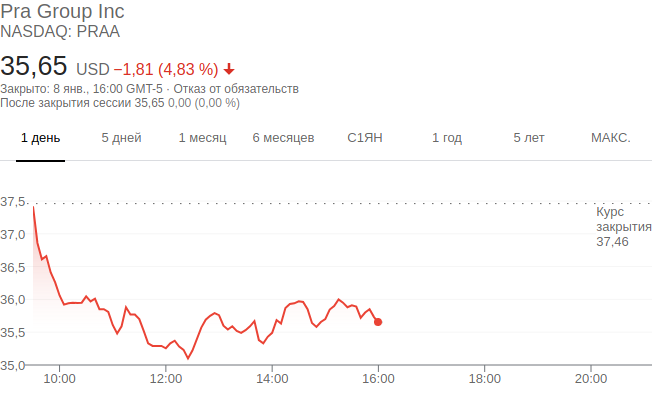 Pra Group Inc
NASDAQ: PRAA
35,65 USD −1,81 (4,83 %)
Закрыто: 8 янв., 16:00 GMT-5 · Отказ от обязательств
После закрытия сессии 35,65 0,00 (0,00 %)
1 день 5 дней 1 месяц 6 месяцев С1ЯН 1 год 5 лет МАКС.
37,5
Курс
закрытия
37,46
37,0
36,5
36,0
35,5
35,0
10:00 12:00 14:00 16:00 18:00 20:00